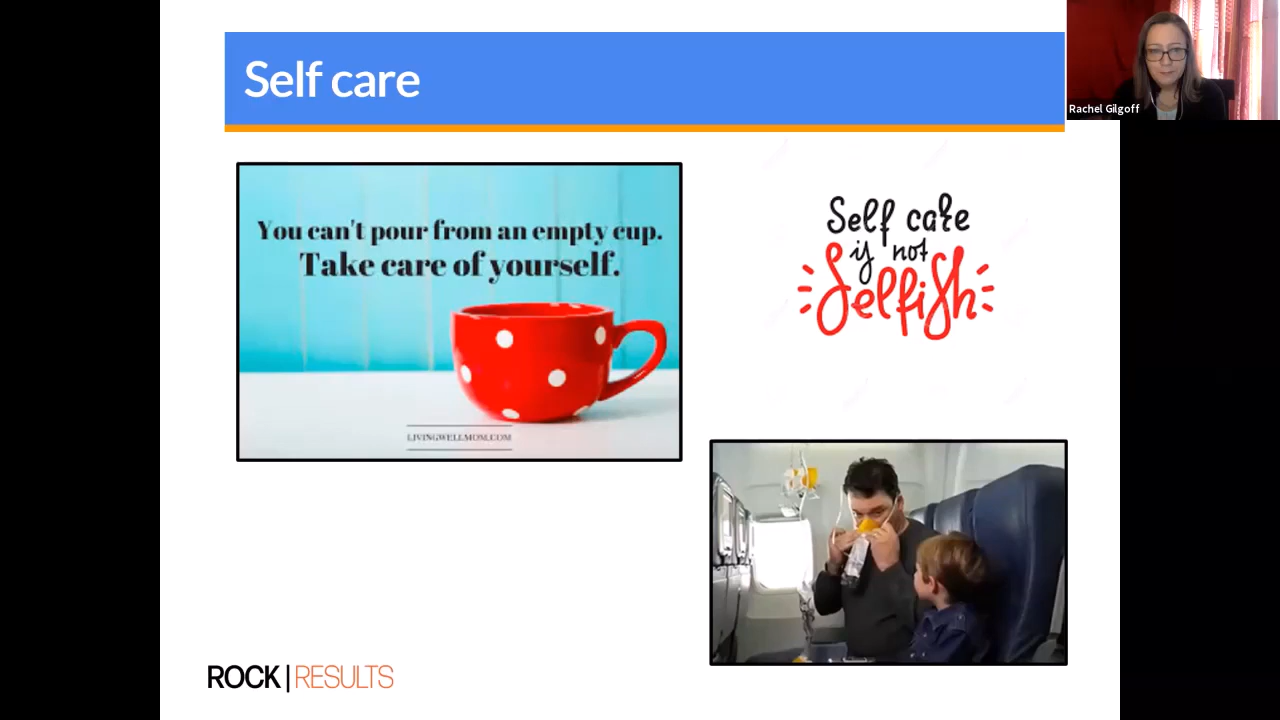 Self care
Rachel Gilgoff
You can't pour from an empty cup.
Take care of yourself.
LIVINGWELLMOM.COM
Self care
is not
Selfish
ROCK|RESULTS